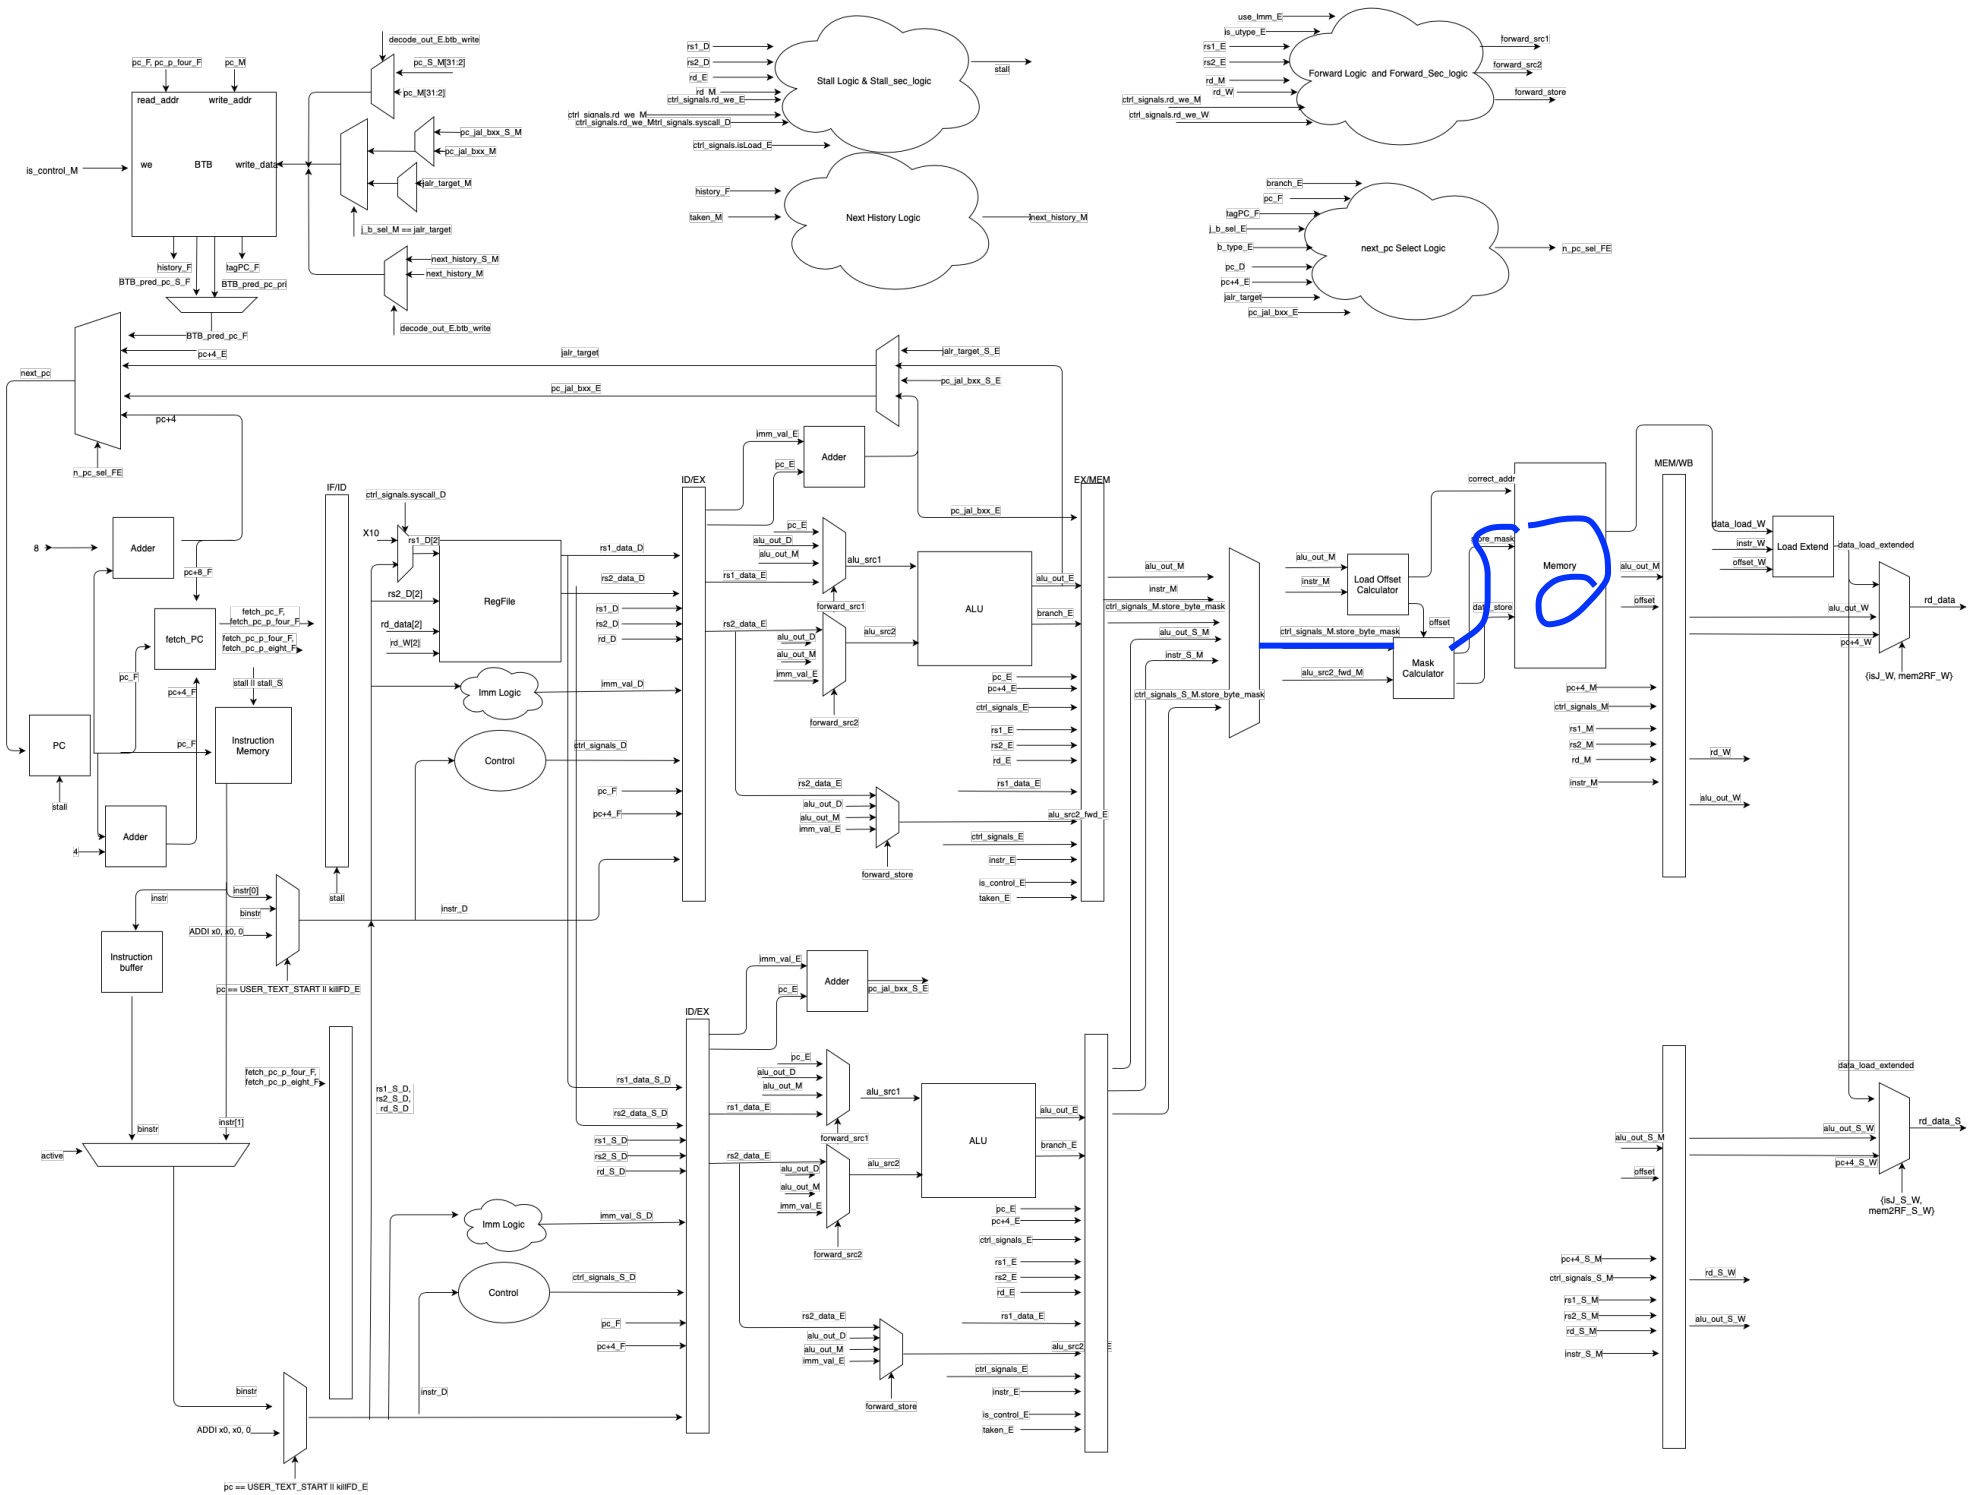 decode_out_E.btb_write
pc_F, pc_p_four_F
pc_M
pc_S_M[31:2]
pc_M[31:2]
read_addr
write_addr
we
BTB
write_data
is_control_M
pc_jal_bxx_S_M
pc_jal_bxx_M
jalr_target_M
j_b_sel_M == jalr_target
history_F
tagPC_F
BTB_pred_pc_S_F
BTB_pred_pc_pri
next_history_S_M
next_history_M
decode_out_E.btb_write
BTB_pred_pc_F
pc+4_E
next_pc
pc+4
n_pc_sel_FE
rs1_D
rs2_D
rd_E
rd_M
ctrl_signals.rd_we_E
ctrl_signals.rd_we_M
ctrl_signals.rd_we_Mtrl_signals.syscall_D
ctrl_signals.isLoad_E
Stall Logic & Stall_sec_logic
stall
history_F
taken_M
Next History Logic
next_history_M
use_Imm_E
is_utype_E
rs1_E
rs2_E
rd_M
rd_W
ctrl_signals.rd_we_M
ctrl_signals.rd_we_W
Forward Logic and Forward_Sec_logic
forward_src1
forward_src2
forward_store
branch_E
pc_F
tagPC_F
j_b_sel_E
b_type_E
pc_D
pc+4_E
jalr_target
pc_jal_bxx_E
next_pc Select Logic
n_pc_sel_FE
jalr_target
pc_jal_bxx_E
jalr_target_S_E
pc_jal_bxx_S_E
8
Adder
pc+8_F
fetch_PC
fetch_pc_F,
fetch_pc_p_four_F
fetch_pc_p_four_F,
fetch_pc_p_eight_F
pc_F
pc+4_F
stall || stall_S
PC
pc_F
Instruction
Memory
stall
Adder
4
instr
instr[0]
binstr
ADDI x0, x0, 0
Instruction
buffer
pc == USER_TEXT_START || killFD_E
IF/ID
stall
ctrl_signals.syscall_D
X10
rs1_D[2]
rs2_D[2]
rd_data[2]
rd_W[2]
RegFile
Imm Logic
Control
ctrl_signals_D
instr_D
rs1_data_D
rs2_data_D
rs1_D
rs2_D
rd_D
imm_val_D
pc_F
pc+4_F
ID/EX
imm_val_E
pc_E
Adder
pc_E
alu_out_D
alu_out_M
rs1_data_E
alu_src1
forward_src1
rs2_data_E
alu_out_D
alu_out_M
imm_val_E
alu_src2
forward_src2
ALU
pc_jal_bxx_E
alu_out_E
branch_E
pc_E
pc+4_E
ctrl_signals_E
rs1_E
rs2_E
rd_E
rs1_data_E
rs2_data_E
alu_out_D
alu_out_M
imm_val_E
alu_src2_fwd_E
ctrl_signals_E
forward_store
instr_E
is_control_E
taken_E
EX/MEM
alu_out_M
instr_M
ctrl_signals_M.store_byte_mask
alu_out_S_M
instr_S_M
ctrl_signals_S_M.store_byte_mask
alu_out_M
instr_M
Load Offset
Calculator
offset
ctrl_signals_M.store_byte_mask
alu_src2_fwd_M
Mask
Calculator
correct_addr
Memory
MEM/WB
alu_out_M
offset
pc+4_M
ctrl_signals_M
rs1_M
rs2_M
rd_M
instr_M
data_load_W
instr_W
offset_W
Load Extend
data_load_extended
alu_out_W
pc+4_W
rd_data
{isJ_W, mem2RF_W}
rd_W
alu_out_W
fetch_pc_p_four_F,
fetch_pc_p_eight_F
instr[1]
binstr
active
binstr
ADDI x0, x0, 0
pc == USER_TEXT_START || killFD_E
rs1_S_D,
rs2_S_D,
rd_S_D
Imm Logic
Control
ctrl_signals_S_D
instr_D
rs1_data_S_D
rs2_data_S_D
rs1_S_D
rs2_S_D
rd_S_D
imm_val_S_D
pc_F
pc+4_F
ID/EX
imm_val_E
pc_E
Adder
pc_jal_bxx_S_E
pc_E
alu_out_D
alu_out_M
rs1_data_E
alu_src1
forward_src1
rs2_data_E
alu_out_D
alu_out_M
imm_val_E
alu_src2
forward_src2
ALU
alu_out_E
branch_E
pc_E
pc+4_E
ctrl_signals_E
rs1_E
rs2_E
rd_E
rs1_data_E
rs2_data_E
alu_out_D
alu_out_M
imm_val_E
alu_src2
ctrl_signals_E
forward_store
instr_E
is_control_E
taken_E
alu_out_S_M
offset
pc+4_S_M
ctrl_signals_S_M
rs1_S_M
rs2_S_M
rd_S_M
instr_S_M
data_load_extended
alu_out_S_W
pc+4_S_W
rd_data_S
{isJ_S_W,
mem2RF_S_W}
rd_S_W
alu_out_S_W